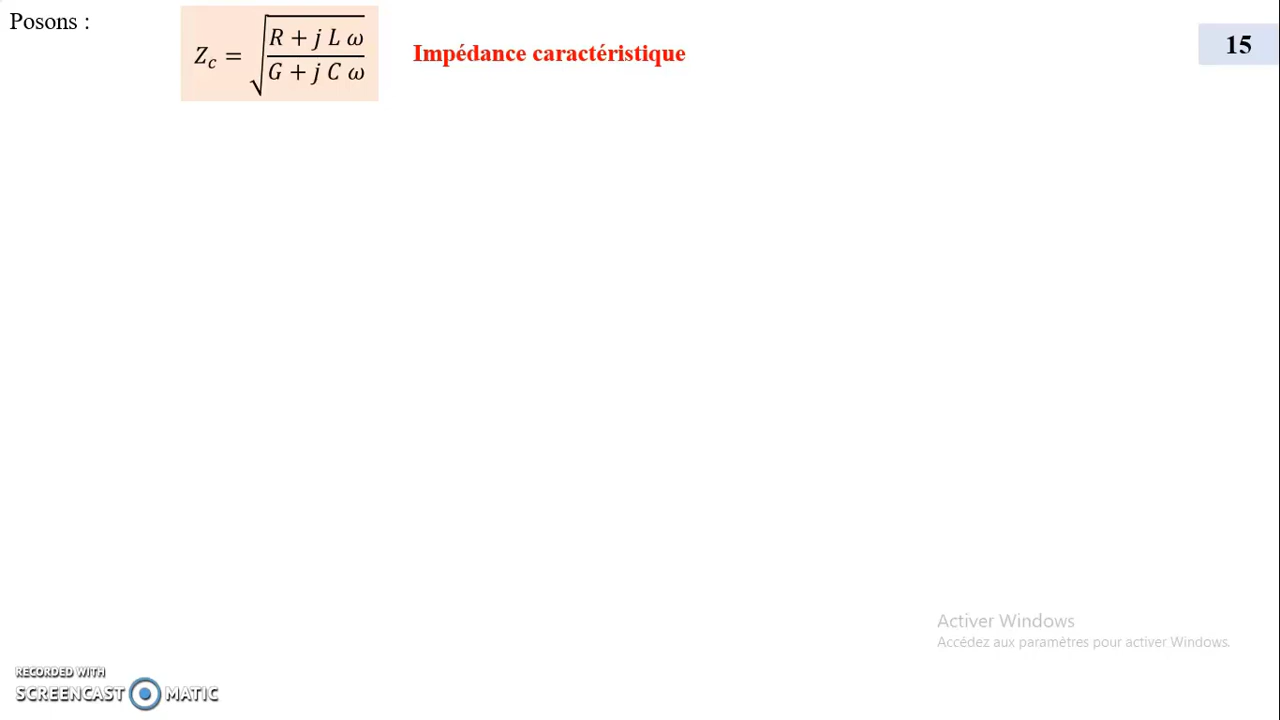 Posons :
Z_c = √((R + j L ω)/(G + j C ω))
Impédance caractéristique
15
Activer Windows
Accédez aux paramètres pour activer Windows.
RECORDED WITH
SCREENCAST MATIC